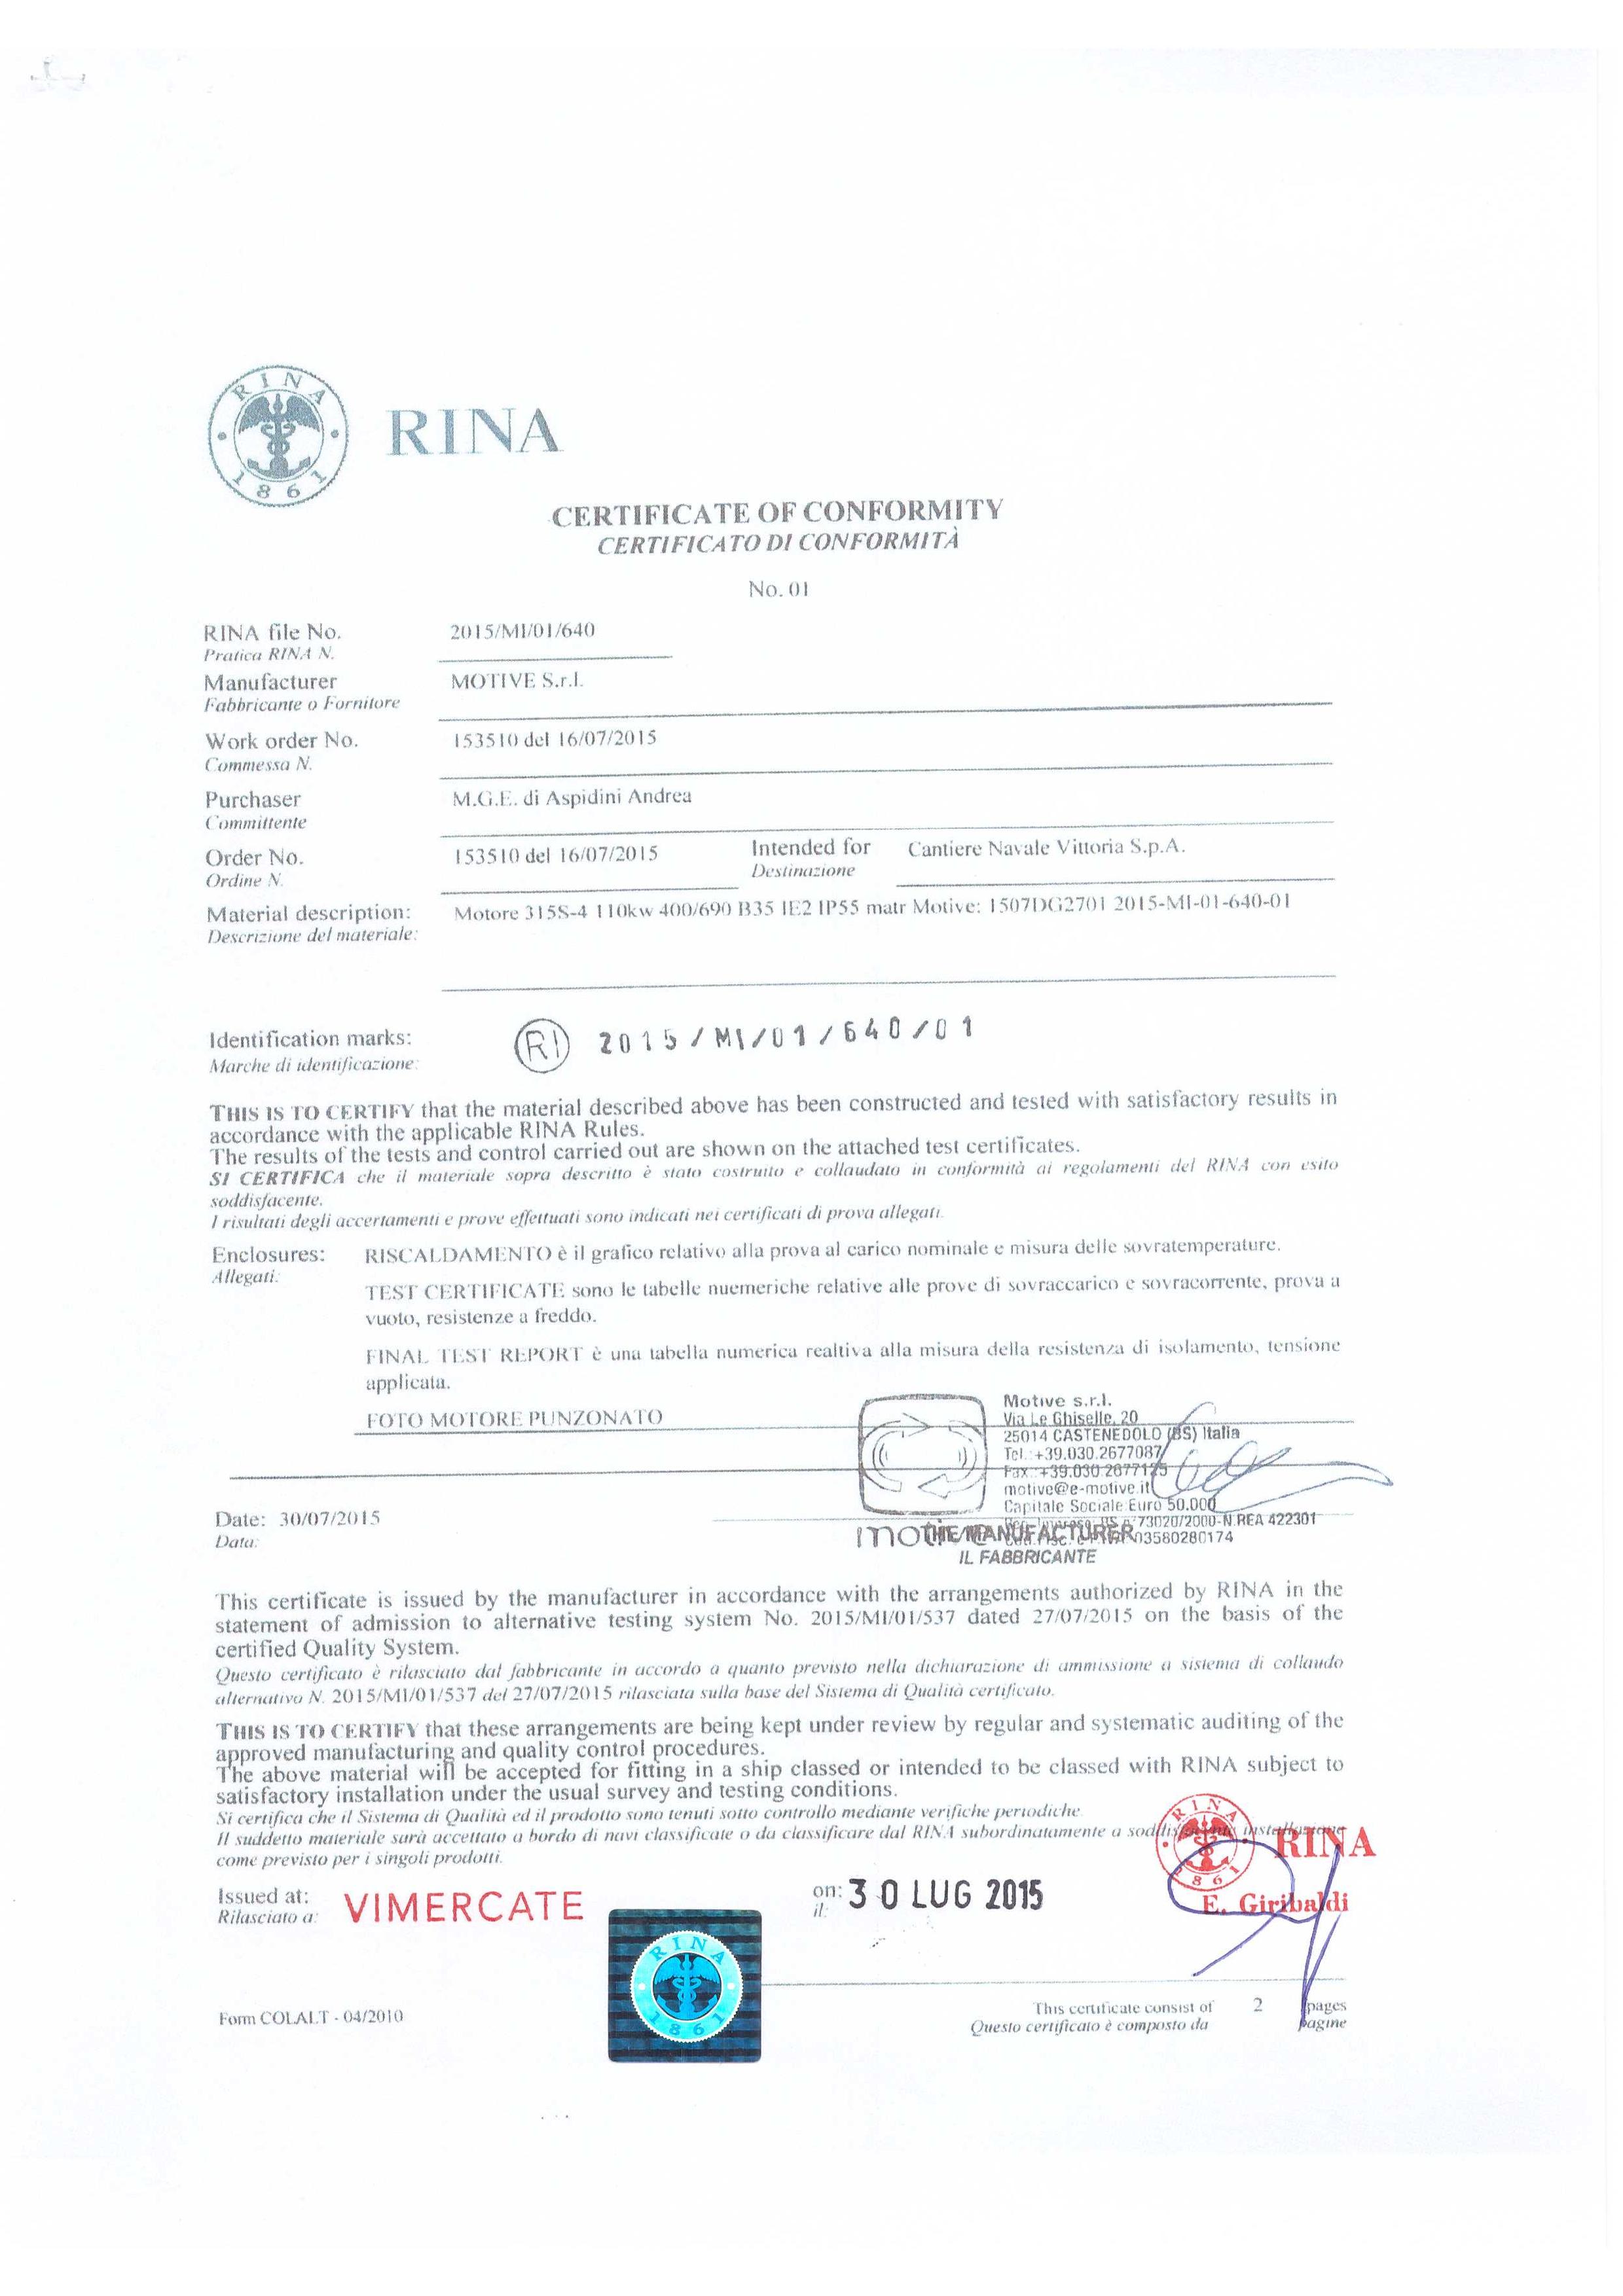 RINA
1861
RINA
CERTIFICATE OF CONFORMITY
CERTIFICATO DI CONFORMITÀ
No. 01
RINA file No. 2015/MI/01/640
Pratica RINA N.
Manufacturer MOTIVE S.r.l.
Fabbricante o Fornitore
Work order No. 153510 del 16/07/2015
Commessa N.
Purchaser M.G.E. di Aspidini Andrea
Committente
Order No. 153510 del 16/07/2015 Intended for Cantiere Navale Vittoria S.p.A.
Ordine N. Destinazione
Material description: Motore 315S-4 110kw 400/690 B35 IE2 IP55 matr Motive: 1507DG2701 2015-MI-01-640-01
Descrizione del materiale:
Identification marks: RI 2015/MI/01/640/01
Marche di identificazione:
THIS IS TO CERTIFY that the material described above has been constructed and tested with satisfactory results in
accordance with the applicable RINA Rules.
The results of the tests and control carried out are shown on the attached test certificates.
SI CERTIFICA che il materiale sopra descritto è stato costruito e collaudato in conformità ai regolamenti del RINA con esito
soddisfacente.
I risultati degli accertamenti e prove effettuati sono indicati nei certificati di prova allegati.
Enclosures: RISCALDAMENTO è il grafico relativo alla prova al carico nominale e misura delle sovratemperature.
Allegati:
TEST CERTIFICATE sono le tabelle nuemeriche relative alle prove di sovraccarico e sovracorrente, prova a
vuoto, resistenze a freddo.
FINAL TEST REPORT è una tabella numerica realtiva alla misura della resistenza di isolamento, tensione
applicata.
FOTO MOTORE PUNZONATO
Motive s.r.l.
Via Le Ghiselle, 20
25014 CASTENEDOLO (BS) Italia
Tel.:+39.030.2677087
Fax.:+39.030.2677125
motive@e-motive.it
Capitale Sociale Euro 50.000
73020/2000-N.REA 422301
03580280174
motive
Date: 30/07/2015
Data:
THE MANUFACTURER
IL FABBRICANTE
This certificate is issued by the manufacturer in accordance with the arrangements authorized by RINA in the
statement of admission to alternative testing system No. 2015/MI/01/537 dated 27/07/2015 on the basis of the
certified Quality System.
Questo certificato è rilasciato dal fabbricante in accordo a quanto previsto nella dichiarazione di ammissione a sistema di collaudo
alternativo N. 2015/MI/01/537 del 27/07/2015 rilasciata sulla base del Sistema di Qualità certificato.
THIS IS TO CERTIFY that these arrangements are being kept under review by regular and systematic auditing of the
approved manufacturing and quality control procedures.
The above material will be accepted for fitting in a ship classed or intended to be classed with RINA subject to
satisfactory installation under the usual survey and testing conditions.
Si certifica che il Sistema di Qualità ed il prodotto sono tenuti sotto controllo mediante verifiche periodiche.
Il suddetto materiale sarà accettato a bordo di navi classificate o da classificare dal RINA subordinatamente a soddisfacente installazione
come previsto per i singoli prodotti.
RINA
1861
RINA
E. Giribaldi
Issued at: VIMERCATE on: 30 LUG 2015
Rilasciato a: il:
RINA
1861
Form COLALT - 04/2010
This certificate consist of 2 pages
Questo certificato è composto da pagine